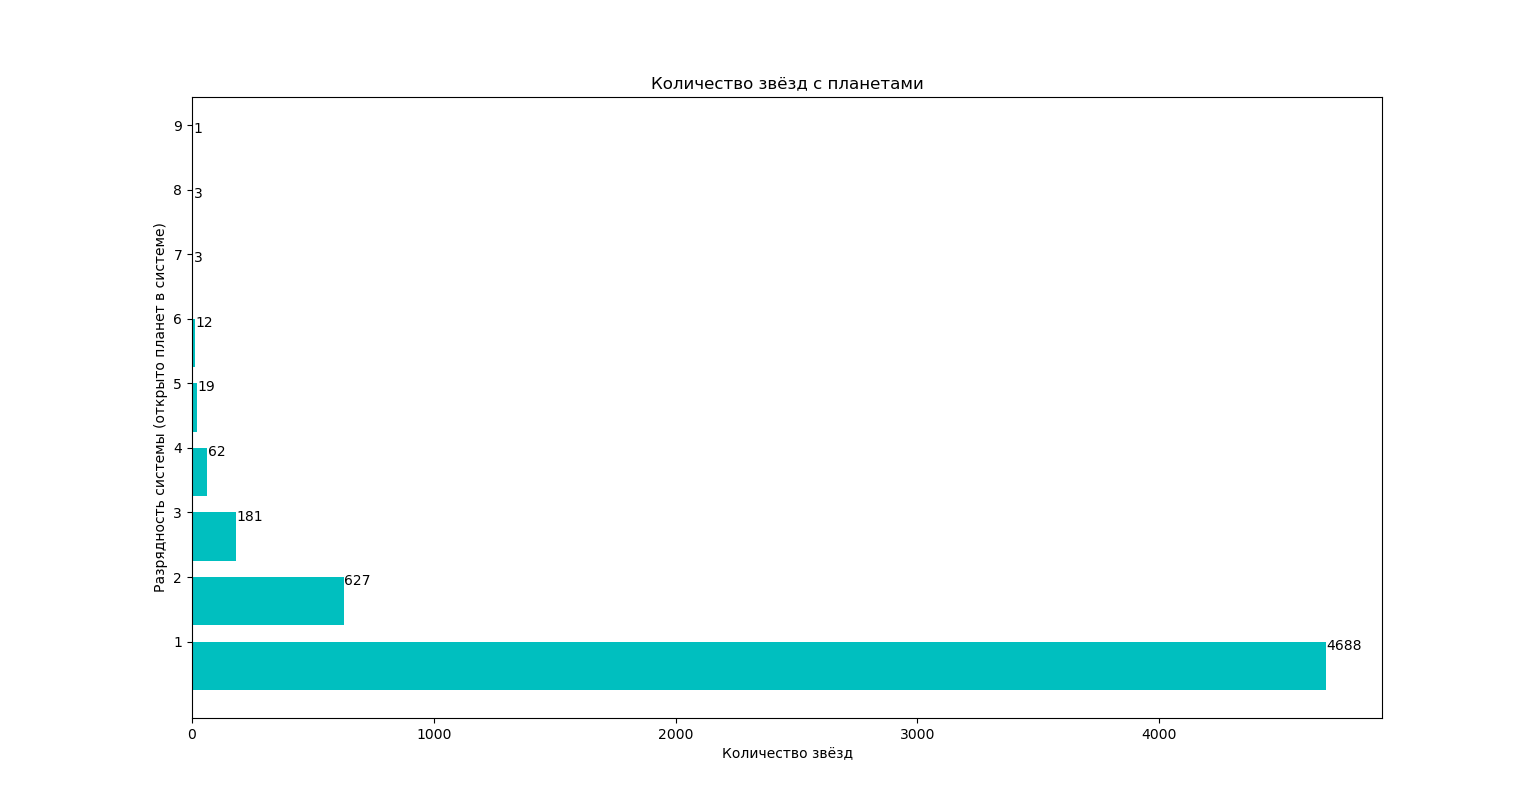 Количество звёзд с планетами
Разрядность системы (открыто планет в системе)
9 1
8 3
7 3
6 12
5 19
4 62
3 181
2 627
1 4688
0 1000 2000 3000 4000
Количество звёзд